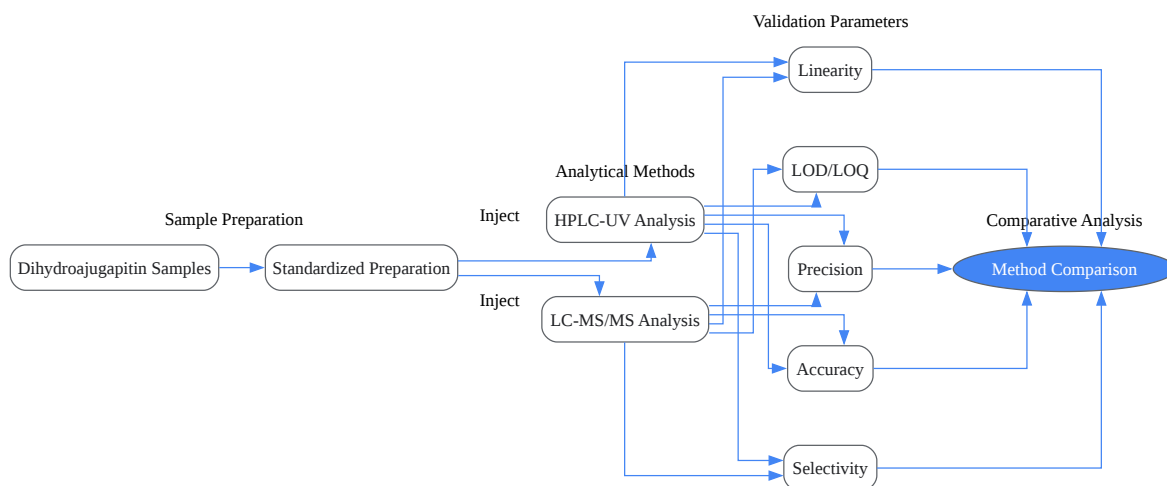 Validation Parameters
Linearity
LOD/LOQ
Analytical Methods
Sample Preparation
Inject
HPLC-UV Analysis
Comparative Analysis
Dihydroajugapitin Samples
Standardized Preparation
Precision
Method Comparison
Inject
LC-MS/MS Analysis
Accuracy
Selectivity